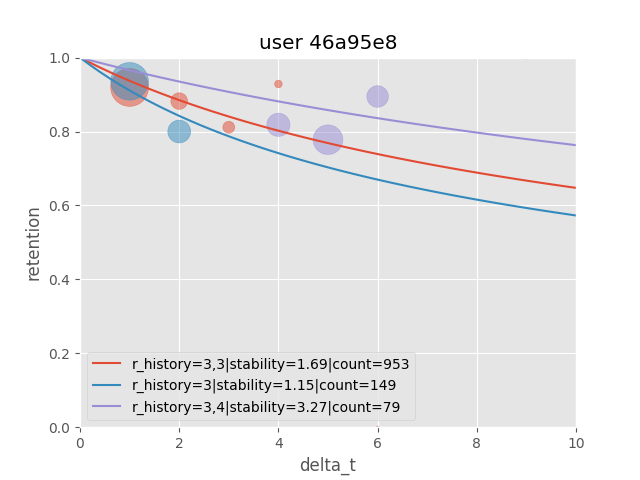 user 46a95e8
1.0
0.8
0.6
0.4
0.2
0.0
retention
r_history=3,3|stability=1.69|count=953
r_history=3|stability=1.15|count=149
r_history=3,4|stability=3.27|count=79
0 2 4 6 8 10
delta_t